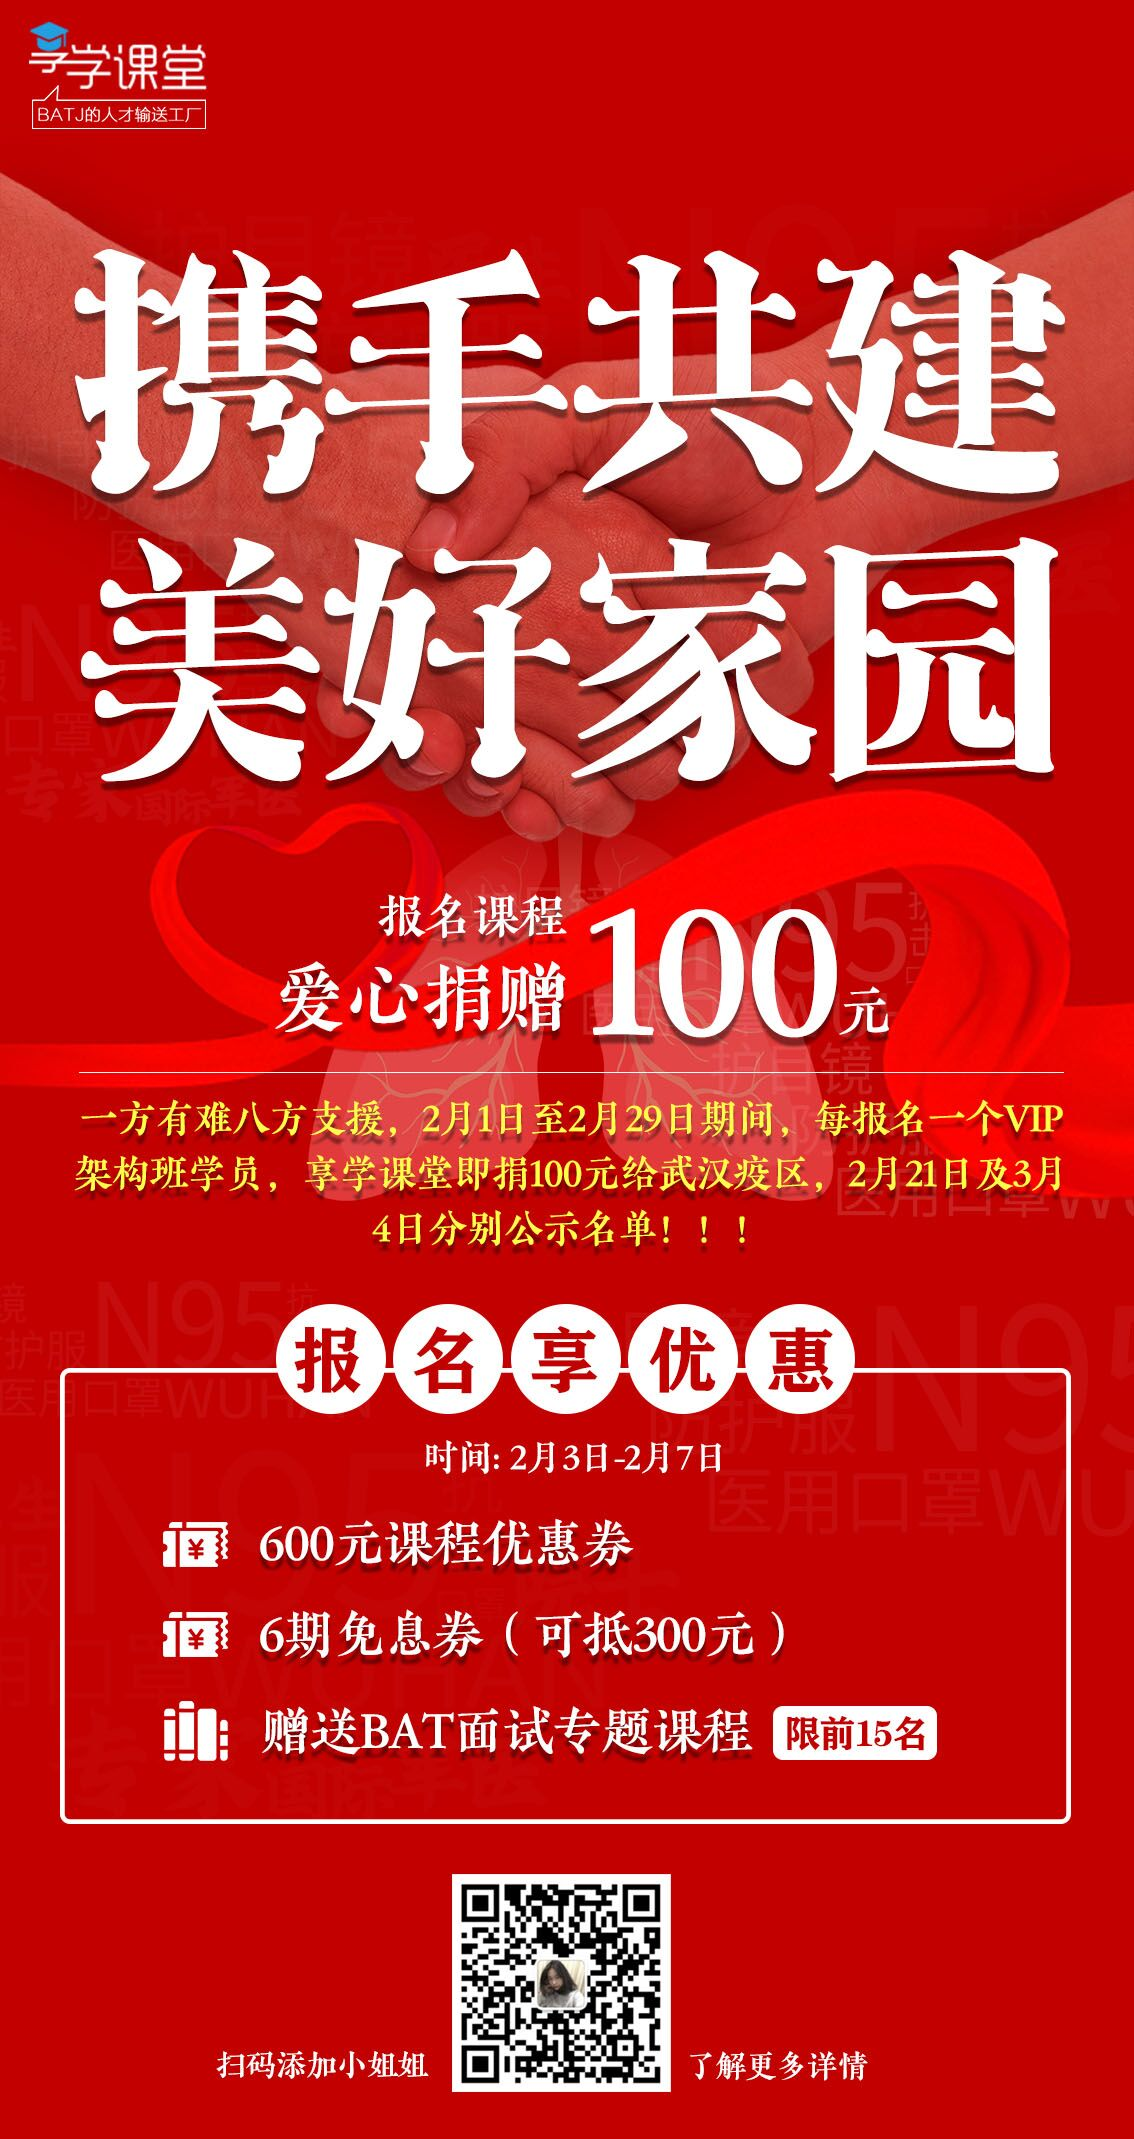 享学课堂
BATJ的人才输送工厂
携手共建
美好家园
报名课程
爱心捐赠 100元
一方有难八方支援，2月1日至2月29日期间，每报名一个VIP
架构班学员，享学课堂即捐100元给武汉疫区，2月21日及3月
4日分别公示名单！！！
报名享优惠
时间: 2月3日-2月7日
600元课程优惠券
6期免息券（可抵300元）
赠送BAT面试专题课程 限前15名
扫码添加小姐姐 了解更多详情